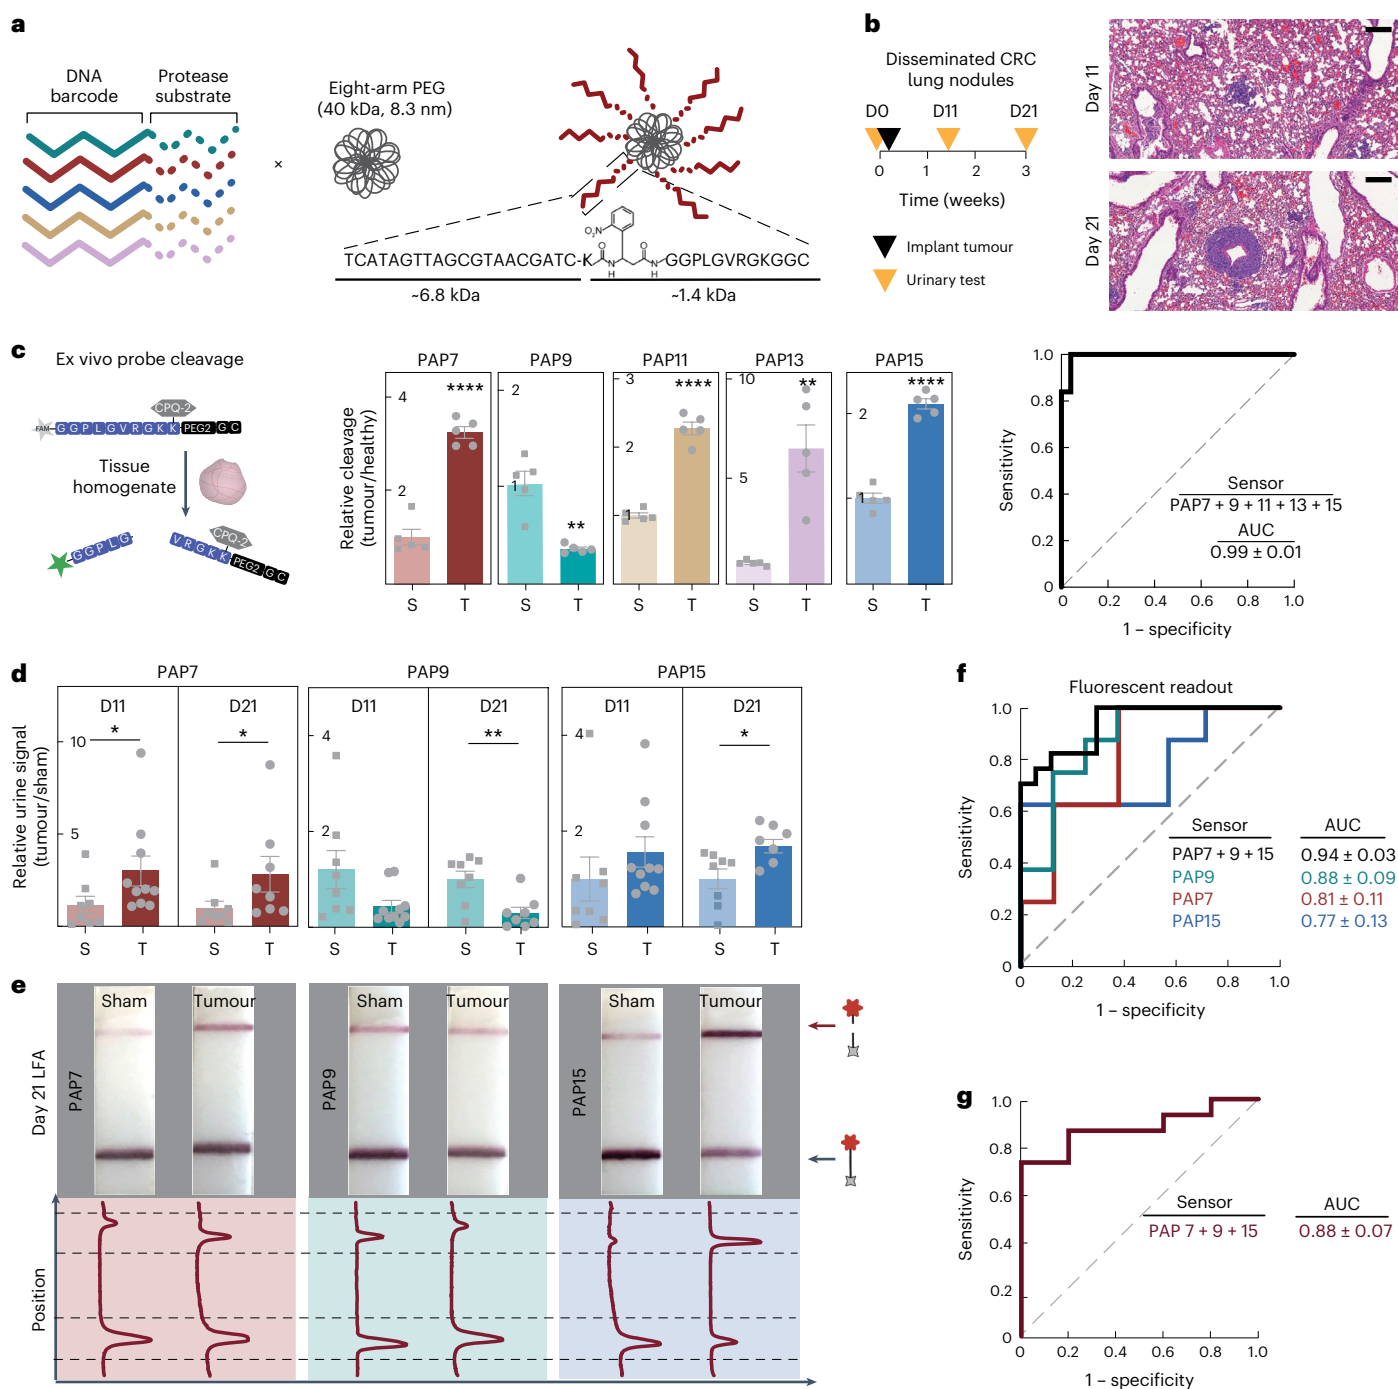 a
DNA
barcode
Protease
substrate
×
Eight-arm PEG
(40 kDa, 8.3 nm)
O₂N
O
N
H
O
N
H
TCATAGTTAGCGTAACGATC-K
GGPLGVRGKGGC
~6.8 kDa
~1.4 kDa
b
Disseminated CRC
lung nodules
D0 D11 D21
0 1 2 3
Time (weeks)
Implant tumour
Urinary test
Day 11
Day 21
c
Ex vivo probe cleavage
CPQ-2
FAM GGPLGVRGKK PEG2 G C
Tissue
homogenate
GGPLG
CPQ-2
VRGKK PEG2 G C
Relative cleavage
(tumour/healthy)
PAP7
4
2
****
S T
PAP9
2
1
**
S T
PAP11
3
2
1
****
S T
PAP13
10
5
**
S T
PAP15
2
1
****
S T
Sensitivity
1.0
0.8
0.6
0.4
0.2
0
0 0.2 0.4 0.6 0.8 1.0
1 – specificity
Sensor
PAP7 + 9 + 11 + 13 + 15
AUC
0.99 ± 0.01
d
Relative urine signal
(tumour/sham)
PAP7
D11 D21
10
5
* *
S T S T
PAP9
D11 D21
4
2
**
S T S T
PAP15
D11 D21
4
2
*
S T S T
e
Day 21 LFA
PAP7
Sham Tumour
PAP9
Sham Tumour
PAP15
Sham Tumour
Position
f
Fluorescent readout
Sensitivity
1.0
0.8
0.6
0.4
0.2
0
0 0.2 0.4 0.6 0.8 1.0
1 – specificity
Sensor AUC
PAP7 + 9 + 15 0.94 ± 0.03
PAP9 0.88 ± 0.09
PAP7 0.81 ± 0.11
PAP15 0.77 ± 0.13
g
Sensitivity
1.0
0.8
0.6
0.4
0.2
0
0 0.2 0.4 0.6 0.8 1.0
1 – specificity
Sensor AUC
PAP 7 + 9 + 15 0.88 ± 0.07